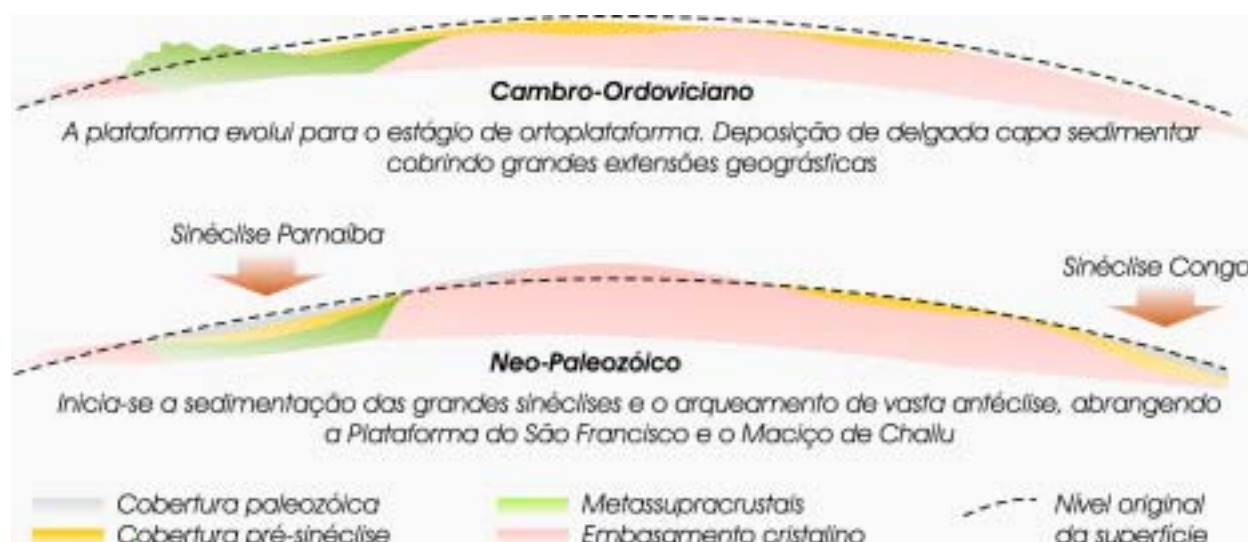 Cambro-Ordoviciano
A plataforma evolui para o estágio de ortoplataforma. Deposição de delgada capa sedimentar
cobrindo grandes extensões geográsficas
Sinéclise Parnaíba
Sinéclise Congo
Neo-Paleozóico
Inicia-se a sedimentação das grandes sinéclises e o arqueamento de vasta antéclise, abrangendo
a Plataforma do São Francisco e o Maciço de Challu
Cobertura paleozóica
Metassupracrustais
Nível original
Cobertura pré-sinéclise
Embasamento cristalino
da superfície